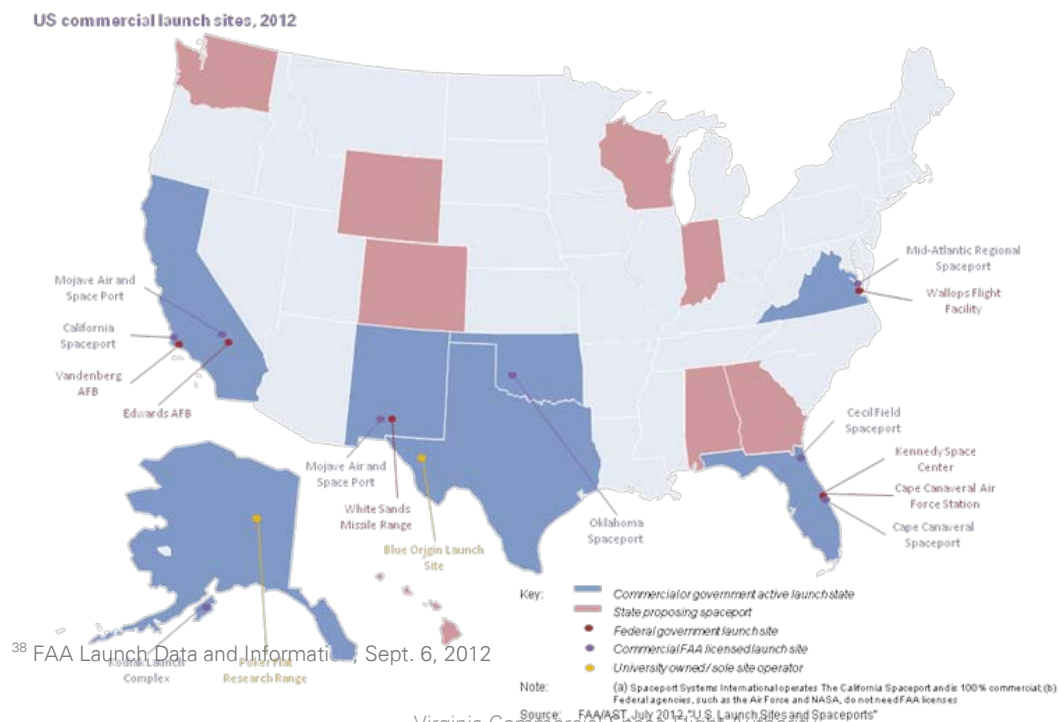 US commercial launch sites, 2012
Mid-Atlantic Regional
Spaceport
Wallops Flight
Facility
Mojave Air and
Space Port
California
Spaceport
Vandenberg
AFB
Edwards AFB
Cecil Field
Spaceport
Kennedy Space
Center
Cape Canaveral Air
Force Station
Cape Canaveral
Spaceport
Mojave Air and
Space Port
White Sands
Missile Range
Blue Origin Launch
Site
Oklahoma
Spaceport
Kodiak Launch
Complex
Poker Flat
Research Range
Key:
Commercial or government active launch state
State proposing spaceport
Federal government launch site
Commercial FAA licensed launch site
University owned / sole site operator
38 FAA Launch Data and Information, Sept. 6, 2012
Note: (a) Spaceport Systems International operates The California Spaceport and is 100% commercial; (b)
Federal agencies, such as the Air Force and NASA, do not need FAA licenses
Source: FAA/AST, July 2012, "U.S. Launch Sites and Spaceports"
Virginia Commercial Space Flight